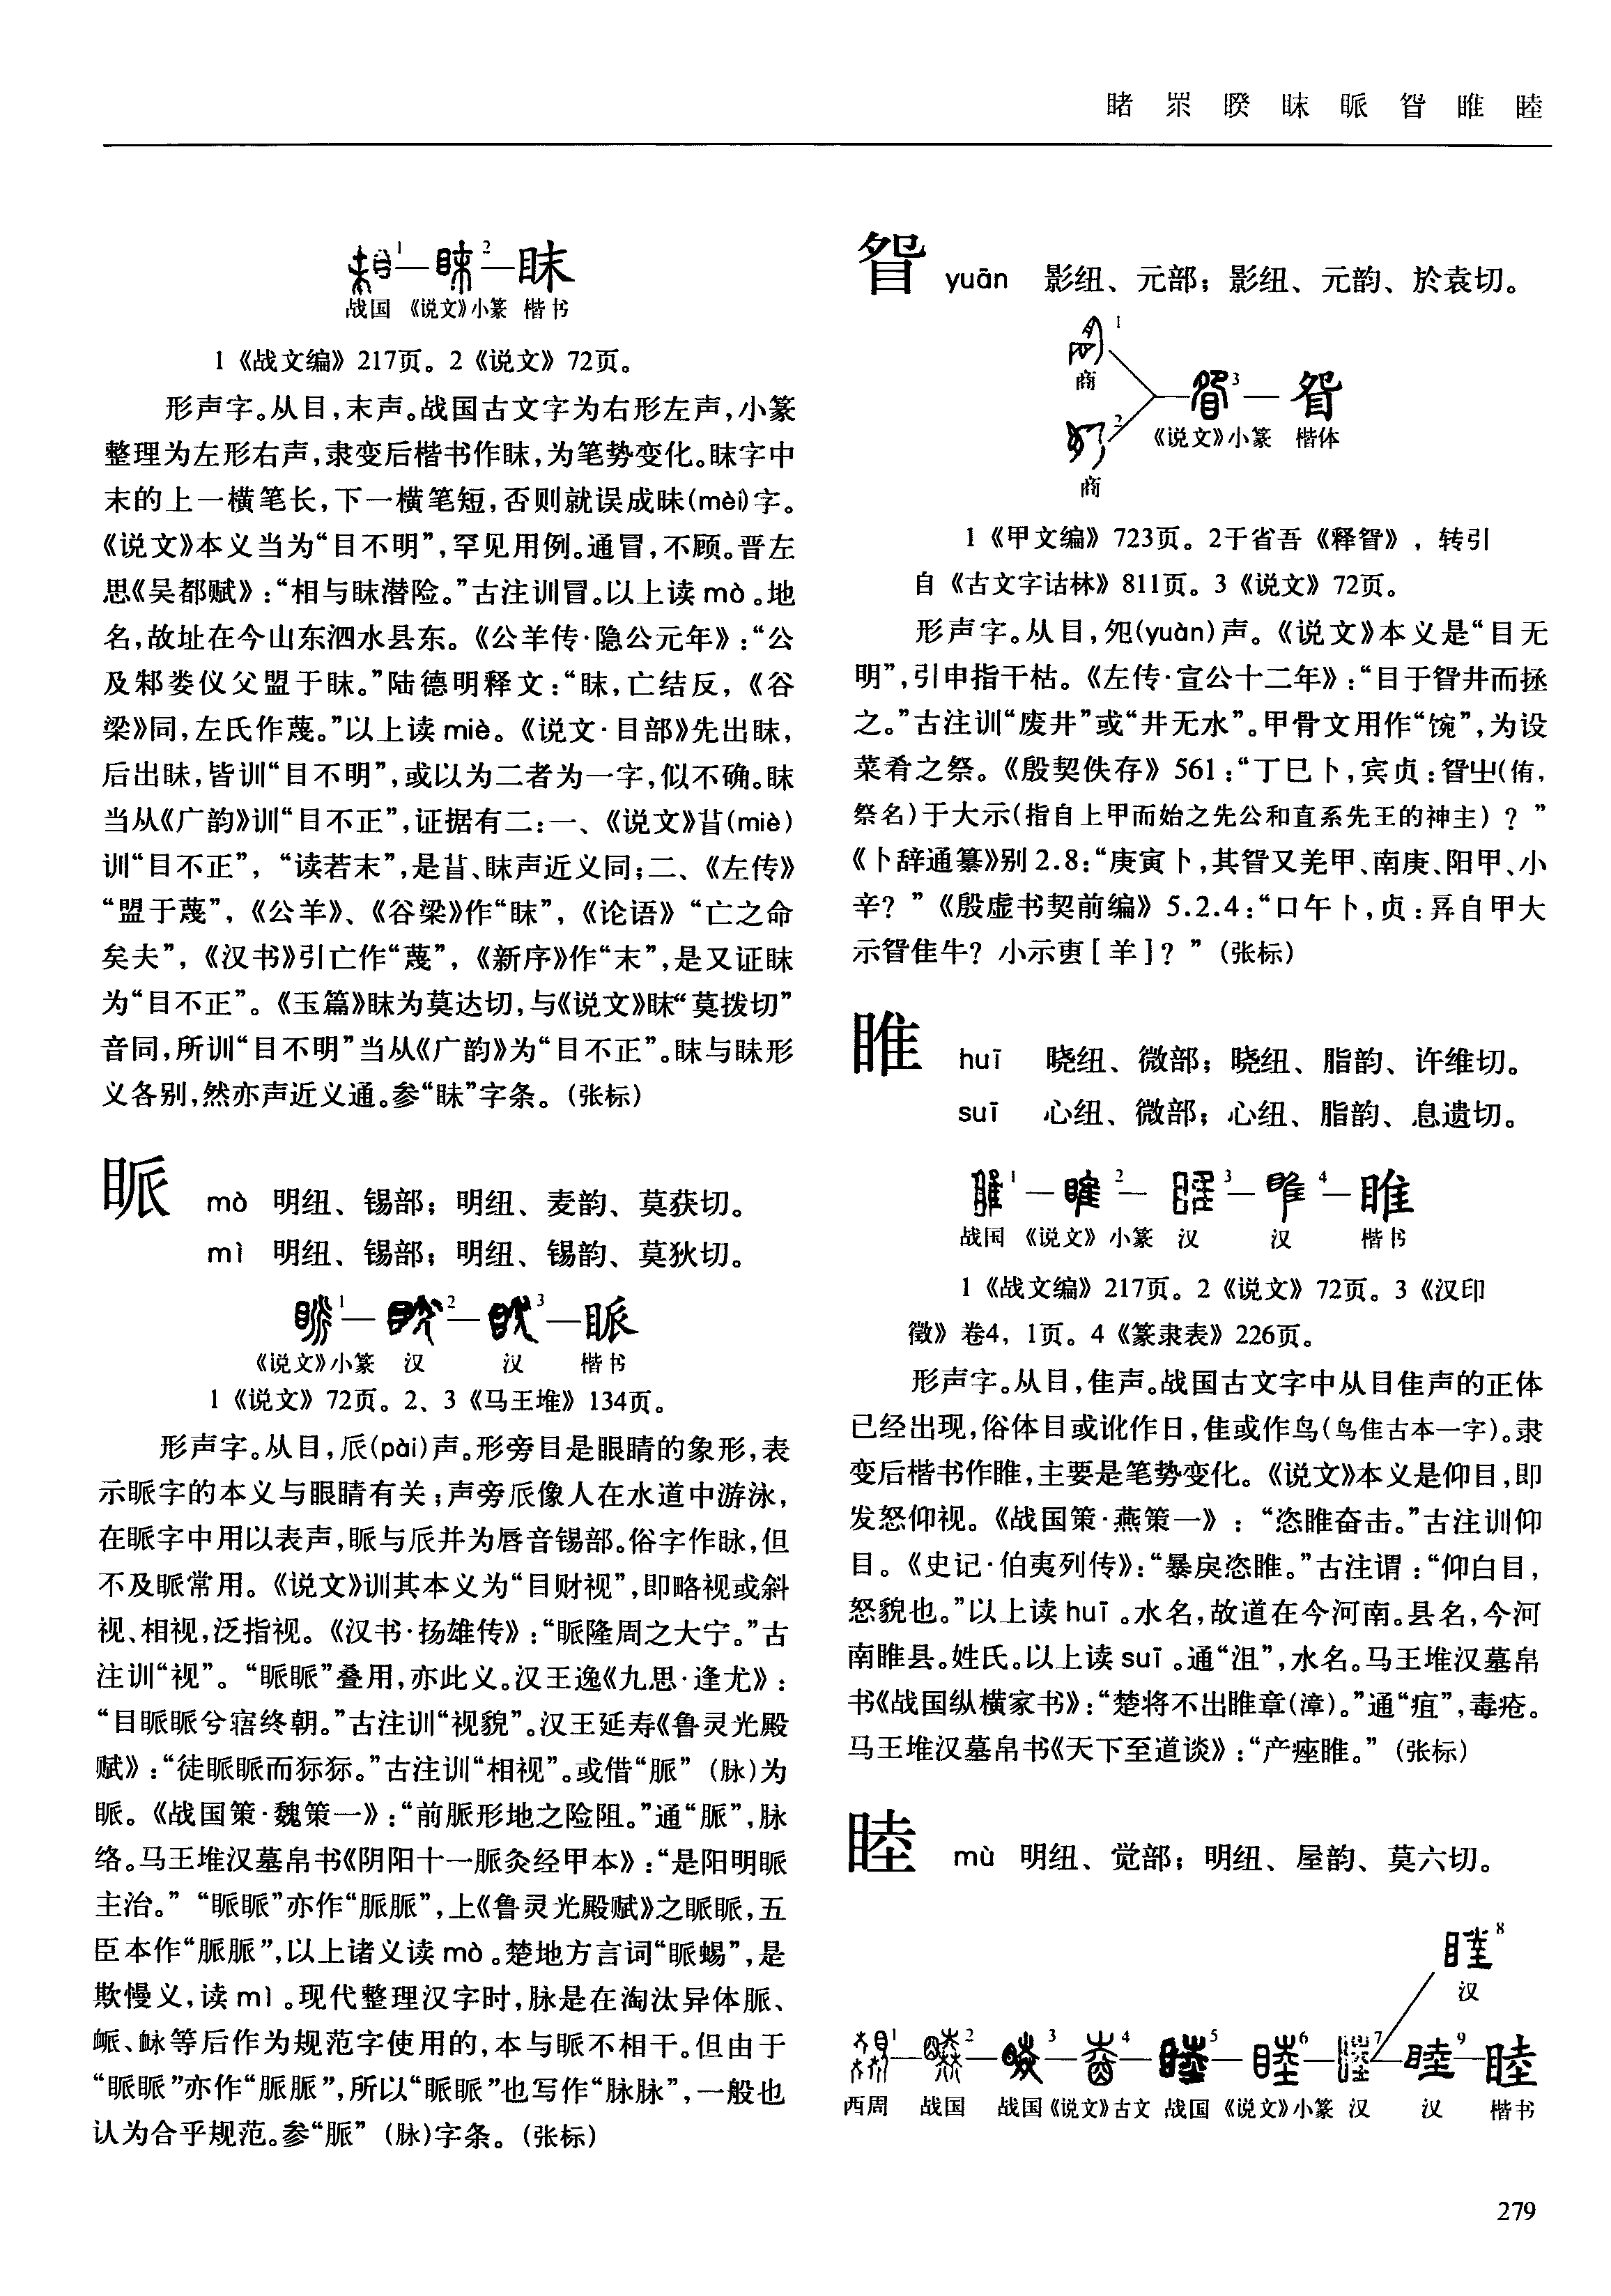 睹 眔 睽 眜 䀛 眢 睢 睦
1—2—眜
战国 《说文》小篆 楷书
1《战文编》217页。2《说文》72页。
形声字。从目,末声。战国古文字为右形左声,小篆
整理为左形右声,隶变后楷书作眜,为笔势变化。眜字中
末的上一横笔长,下一横笔短,否则就误成昧(mèi)字。
《说文》本义当为“目不明”,罕见用例。通冒,不顾。晋左
思《吴都赋》:“相与眜潜险。”古注训冒。以上读 mò 。地
名,故址在今山东泗水县东。《公羊传·隐公元年》:“公
及邾娄仪父盟于眜。”陆德明释文:“眜,亡结反,《谷
梁》同,左氏作蔑。”以上读 miè。《说文·目部》先出眛,
后出眜,皆训“目不明”,或以为二者为一字,似不确。眜
当从《广韵》训“目不正”,证据有二:一、《说文》𥄕(miè)
训“目不正”,“读若末”,是𥄕、眜声近义同;二、《左传》
“盟于蔑”,《公羊》、《谷梁》作“眜”,《论语》“亡之命
矣夫”,《汉书》引亡作“蔑”,《新序》作“末”,是又证眜
为“目不正”。《玉篇》眜为莫达切,与《说文》眜“莫拨切”
音同,所训“目不明”当从《广韵》为“目不正”。眜与眛形
义各别,然亦声近义通。参“眛”字条。(张标)
䀛 mò 明纽、锡部;明纽、麦韵、莫获切。
mì 明纽、锡部;明纽、锡韵、莫狄切。
1—2—3—䀛
《说文》小篆 汉 汉 楷书
1《说文》72页。2、3《马王堆》134页。
形声字。从目,𠂢(pài)声。形旁目是眼睛的象形,表
示䀛字的本义与眼睛有关;声旁𠂢像人在水道中游泳,
在䀛字中用以表声,䀛与𠂢并为唇音锡部。俗字作眽,但
不及䀛常用。《说文》训其本义为“目财视”,即略视或斜
视、相视,泛指视。《汉书·扬雄传》:“䀛隆周之大宁。”古
注训“视”。“䀛䀛”叠用,亦此义。汉王逸《九思·逢尤》:
“目䀛䀛兮寤终朝。”古注训“视貌”。汉王延寿《鲁灵光殿
赋》:“徒䀛䀛而狋狋。”古注训“相视”。或借“脈”(脉)为
䀛。《战国策·魏策一》:“前脈形地之险阻。”通“脈”,脉
络。马王堆汉墓帛书《阴阳十一脈灸经甲本》:“是阳明䀛
主治。”“䀛䀛”亦作“脈脈”,上《鲁灵光殿赋》之䀛䀛,五
臣本作“脈脈”,以上诸义读 mò 。楚地方言词“䀛蜴”,是
欺慢义,读 mì 。现代整理汉字时,脉是在淘汰异体脈、
衇、䘑等后作为规范字使用的,本与䀛不相干。但由于
“䀛䀛”亦作“脈脈”,所以“䀛䀛”也写作“脉脉”,一般也
认为合乎规范。参“脈”(脉)字条。(张标)
眢 yuān 影纽、元部;影纽、元韵、於袁切。
1
商
2 3 — 眢
《说文》小篆 楷体
商
1《甲文编》723页。2于省吾《释眢》,转引
自《古文字诂林》811页。3《说文》72页。
形声字。从目,夗(yuàn)声。《说文》本义是“目无
明”,引申指干枯。《左传·宣公十二年》:“目于眢井而拯
之。”古注训“废井”或“井无水”。甲骨文用作“馈”,为设
菜肴之祭。《殷契佚存》561:“丁巳卜,宾贞:眢㞢(侑,
祭名)于大示(指自上甲而始之先公和直系先王的神主)?”
《卜辞通纂》别2.8:“庚寅卜,其眢又羌甲、南庚、阳甲、小
辛?”《殷虚书契前编》5.2.4:“口午卜,贞:㝵自甲大
示眢隹牛?小示叀[羊]?”(张标)
睢 huī 晓纽、微部;晓纽、脂韵、许维切。
suī 心纽、微部;心纽、脂韵、息遗切。
1—2—3—4—睢
战国 《说文》小篆 汉 汉 楷书
1《战文编》217页。2《说文》72页。3《汉印
徵》卷4,1页。4《篆隶表》226页。
形声字。从目,隹声。战国古文字中从目隹声的正体
已经出现,俗体目或讹作日,隹或作鸟(鸟隹古本一字)。隶
变后楷书作睢,主要是笔势变化。《说文》本义是仰目,即
发怒仰视。《战国策·燕策一》:“恣睢奋击。”古注训仰
目。《史记·伯夷列传》:“暴戾恣睢。”古注谓:“仰白目,
怒貌也。”以上读 huī 。水名,故道在今河南。县名,今河
南睢县。姓氏。以上读 suī 。通“沮”,水名。马王堆汉墓帛
书《战国纵横家书》:“楚将不出睢章(漳)。”通“疽”,毒疮。
马王堆汉墓帛书《天下至道谈》:“产痤睢。”(张标)
睦 mù 明纽、觉部;明纽、屋韵、莫六切。
8
汉
1—2—3—4—5—6—7—9—睦
西周 战国 战国 《说文》古文 战国 《说文》小篆 汉 汉 楷书
279